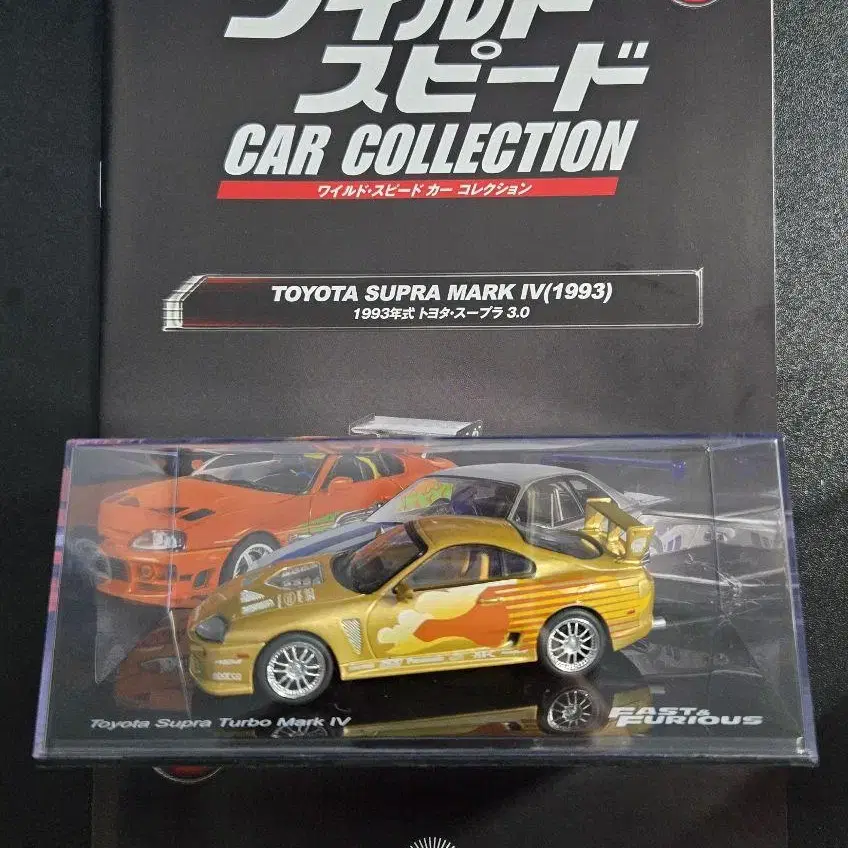 ワイルド
スピード
CAR COLLECTION
ワイルド・スピード カー コレクション
TOYOTA SUPRA MARK IV(1993)
1993年式 トヨタ・スープラ 3.0
sparco
Toyota Supra Turbo Mark IV
FAST &
FURIOUS